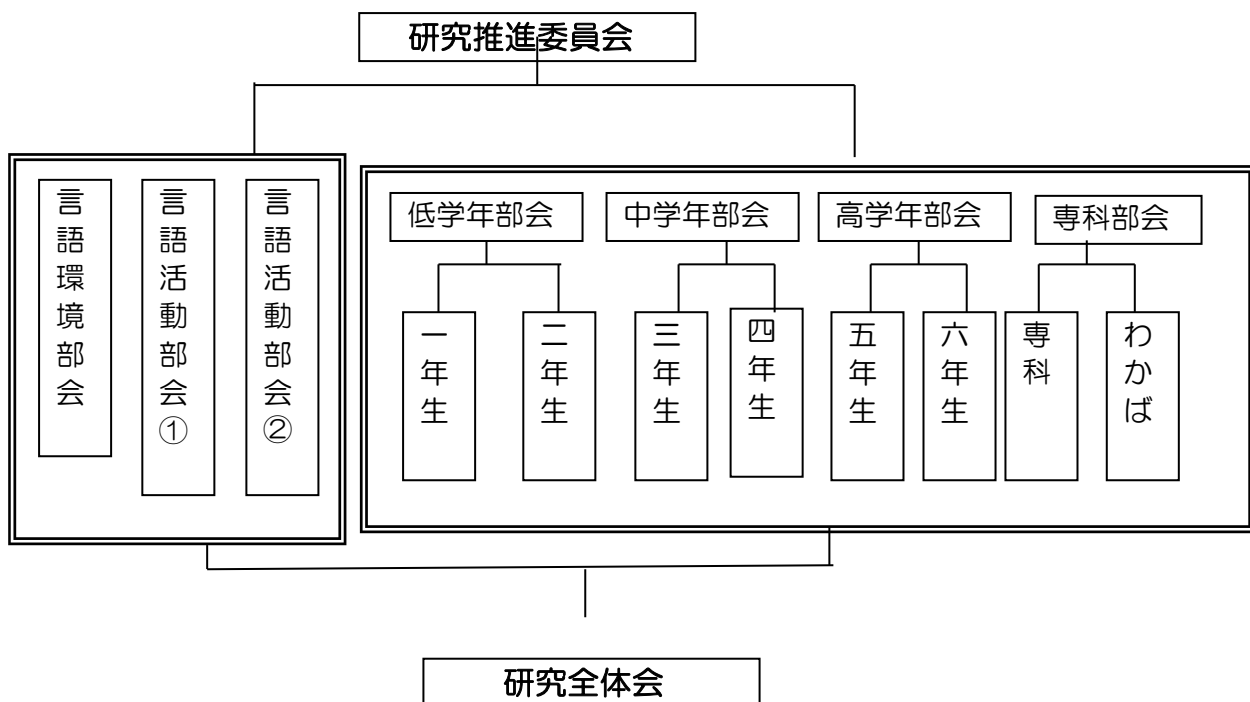 研究推進委員会
言語環境部会
言語活動部会①
言語活動部会②
低学年部会
中学年部会
高学年部会
専科部会
一年生
二年生
三年生
四年生
五年生
六年生
専科
わかば
研究全体会